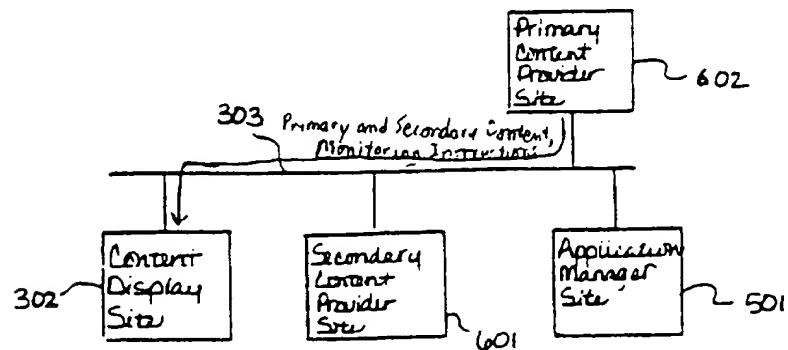 Primary
Content
Provider
Site
602
303
Primary and Secondary Content,
Monitoring Instructions
Content
Display
Site
302
Secondary
Content
Provider
Site
601
Application
Manager
Site
501